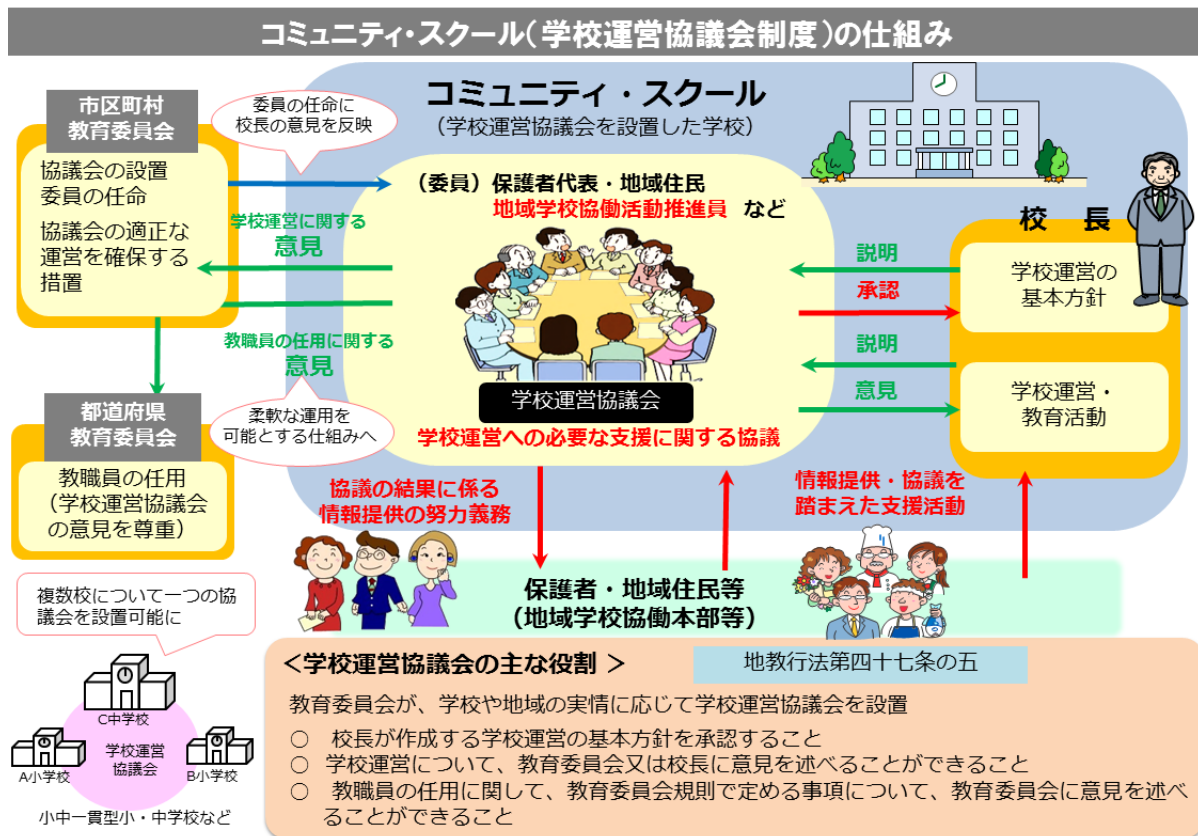 コミュニティ・スクール(学校運営協議会制度)の仕組み
市区町村
教育委員会
協議会の設置
委員の任命
協議会の適正な
運営を確保する
措置
委員の任命に
校長の意見を反映
コミュニティ・スクール
(学校運営協議会を設置した学校)
(委員)保護者代表・地域住民
地域学校協働活動推進員 など
学校運営に関する
意見
教職員の任用に関する
意見
柔軟な運用を
可能とする仕組みへ
学校運営協議会
学校運営への必要な支援に関する協議
校 長
説明
承認
学校運営の
基本方針
説明
意見
学校運営・
教育活動
都道府県
教育委員会
教職員の任用
(学校運営協議会
の意見を尊重)
協議の結果に係る
情報提供の努力義務
情報提供・協議を
踏まえた支援活動
保護者・地域住民等
(地域学校協働本部等)
複数校について一つの協
議会を設置可能に
C中学校
学校運営
協議会
A小学校
B小学校
小中一貫型小・中学校など
<学校運営協議会の主な役割 >
地教行法第四十七条の五
教育委員会が、学校や地域の実情に応じて学校運営協議会を設置
○ 校長が作成する学校運営の基本方針を承認すること
○ 学校運営について、教育委員会又は校長に意見を述べることができること
○ 教職員の任用に関して、教育委員会規則で定める事項について、教育委員会に意見を述べ
ることができること